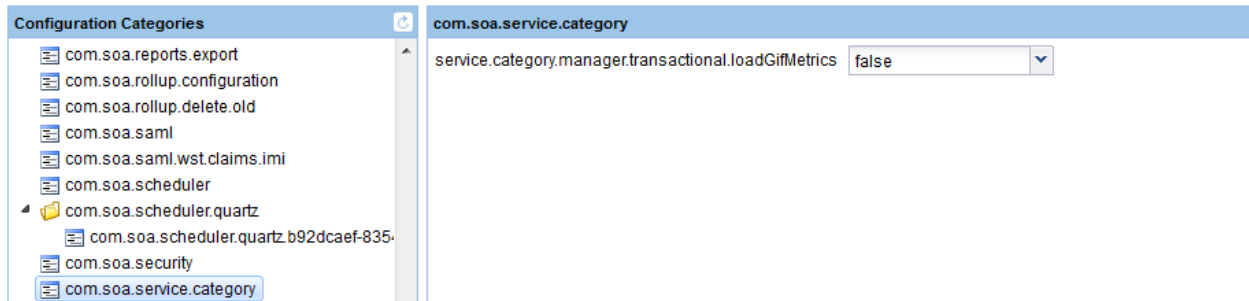 Configuration Categories
com.soa.reports.export
com.soa.rollup.configuration
com.soa.rollup.delete.old
com.soa.saml
com.soa.saml.wst.claims.imi
com.soa.scheduler
com.soa.scheduler.quartz
com.soa.scheduler.quartz.b92dcaef-835
com.soa.security
com.soa.service.category
com.soa.service.category
service.category.manager.transactional.loadGifMetrics false